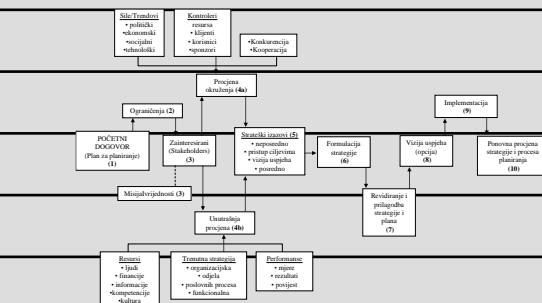 Sile/Trendovi
• politički
•ekonomski
•socijalni
•tehnološki
Kontroleri
resursa
• klijenti
• korisnici
•sponzori
•Konkurencija
•Kooperacija
Procjena
okruženja (4a)
Ograničenja (2)
Implementacija
(9)
POČETNI
DOGOVOR
(Plan za planiranje)
(1)
Zainteresirani
(Stakeholders)
(3)
Strateški izazovi (5)
• neposredno
• pristup ciljevima
• vizija uspjeha
• posredno
Formulacija
strategije
(6)
Vizija uspjeha
(opcija)
(8)
Ponovna procjena
strategije i procesa
planiranja
(10)
Misija/vrijednosti (3)
Revidiranje i
prilagodba
strategije i
plana
(7)
Unutrašnja
procjena (4b)
Resursi
• ljudi
• financije
• informacije
•kompetencije
•kultura
Trenutna strategija
• organizacijska
• odjela
• poslovnih procesa
• funkcionalna
Performanse
• mjere
• rezultati
• povijest